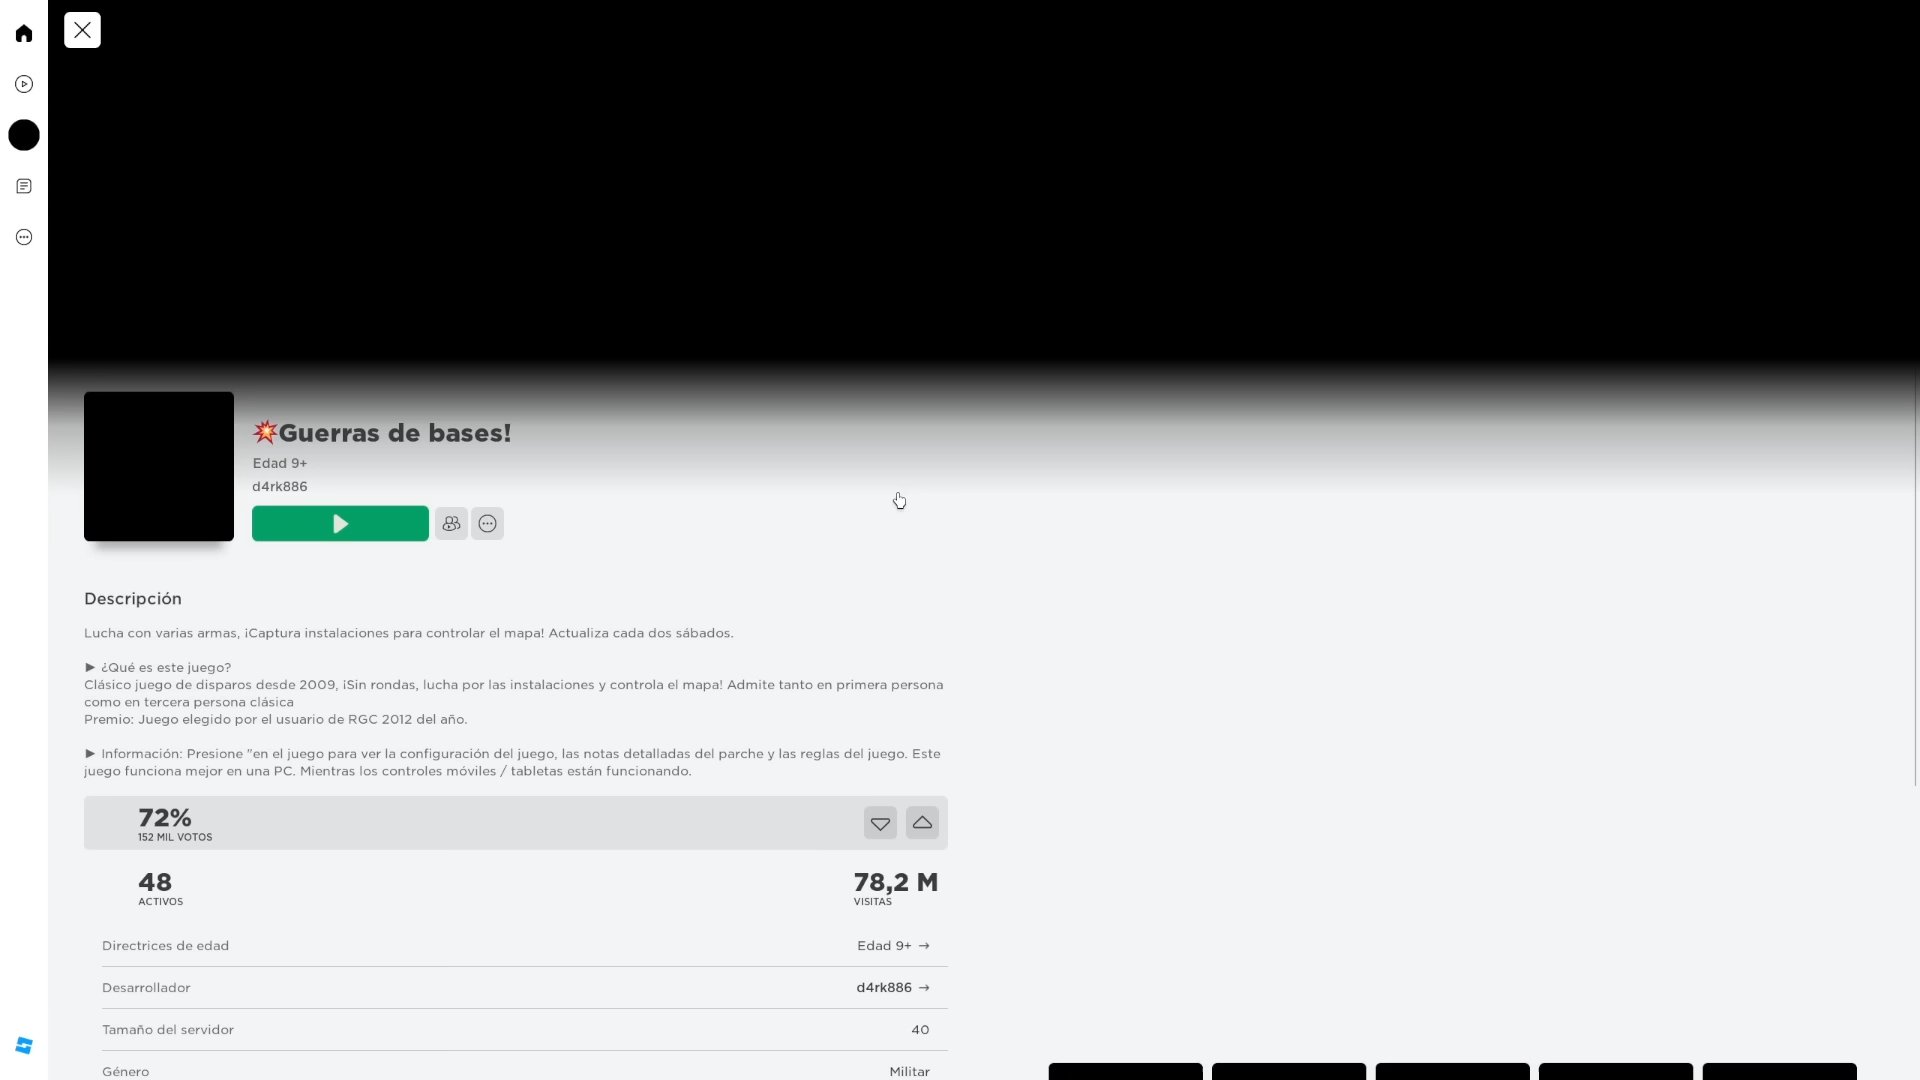 💥Guerras de bases!
Edad 9+
d4rk886
Descripción
Lucha con varias armas, ¡Captura instalaciones para controlar el mapa! Actualiza cada dos sábados.
► ¿Qué es este juego?
Clásico juego de disparos desde 2009, ¡Sin rondas, lucha por las instalaciones y controla el mapa! Admite tanto en primera persona
como en tercera persona clásica
Premio: Juego elegido por el usuario de RGC 2012 del año.
► Información: Presione "en el juego para ver la configuración del juego, las notas detalladas del parche y las reglas del juego. Este
juego funciona mejor en una PC. Mientras los controles móviles / tabletas están funcionando.
72%
152 MIL VOTOS
48
ACTIVOS
78,2 M
VISITAS
Directrices de edad
Edad 9+ →
Desarrollador
d4rk886 →
Tamaño del servidor
40
Género
Militar